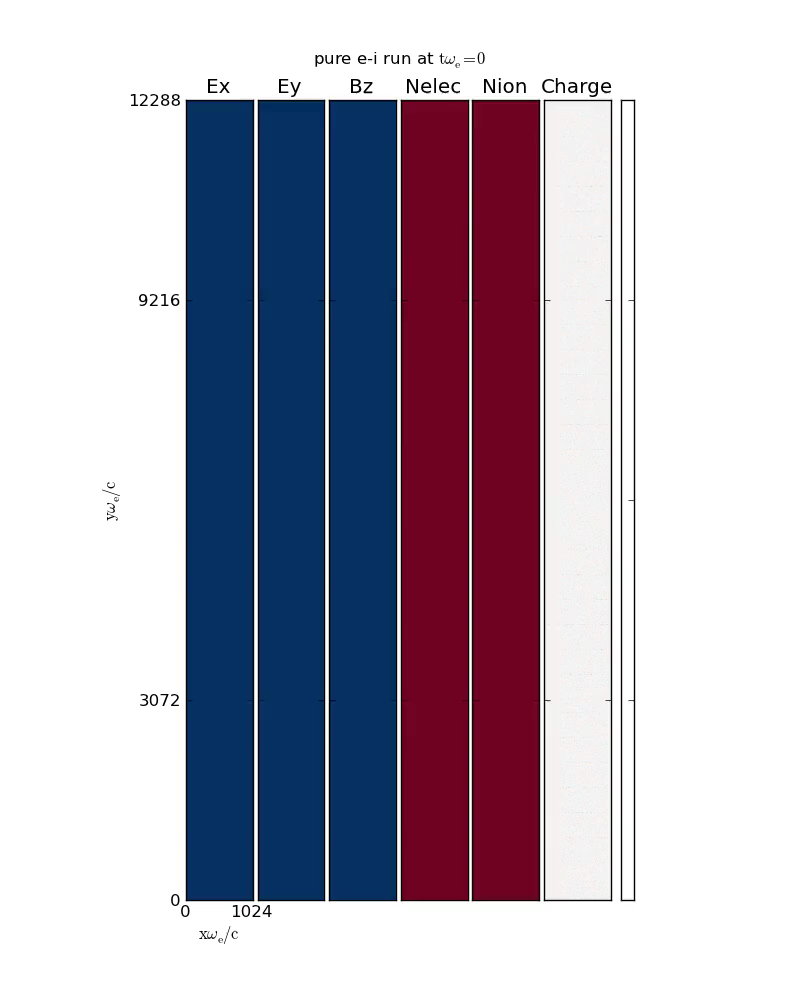 pure e-i run at tωₑ=0
Ex Ey Bz Nelec Nion Charge
12288
9216
yωₑ/c
3072
0
0 1024
xωₑ/c